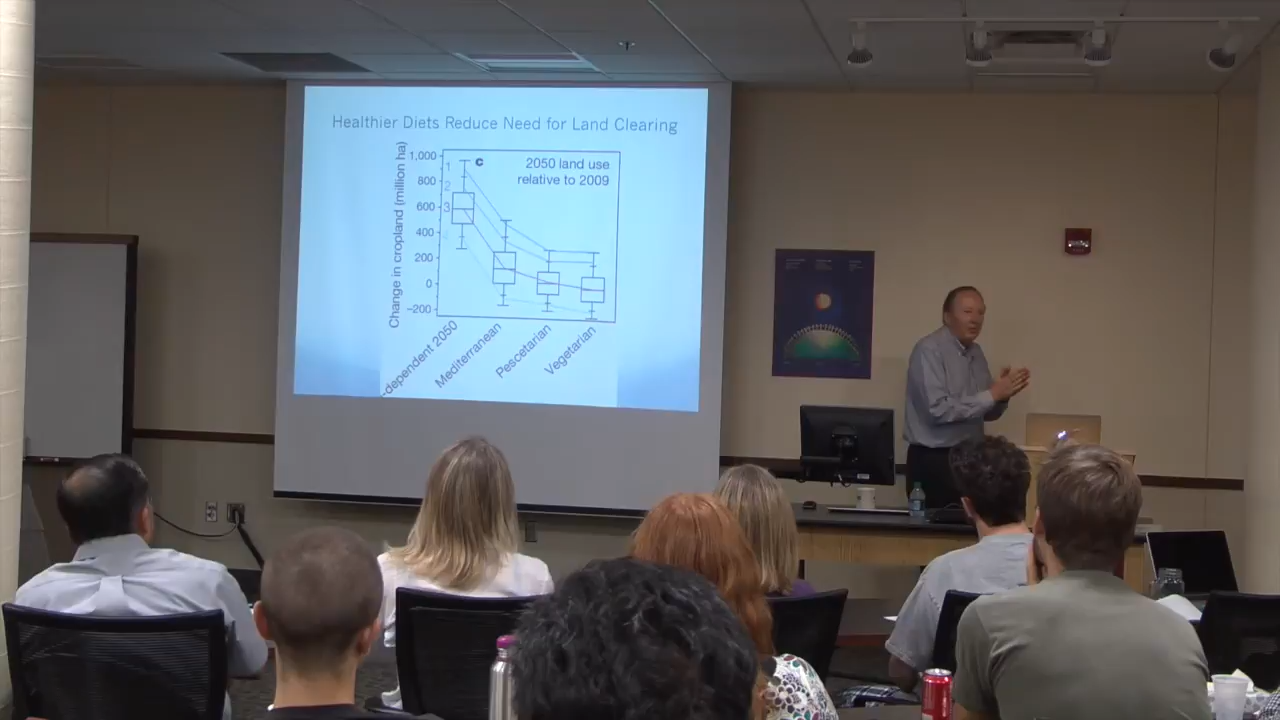 Healthier Diets Reduce Need for Land Clearing
Change in cropland (million ha)
1,000
800
600
400
200
0
–200
1
2
3
c
2050 land use
relative to 2009
-dependent 2050
Mediterranean
Pescetarian
Vegetarian